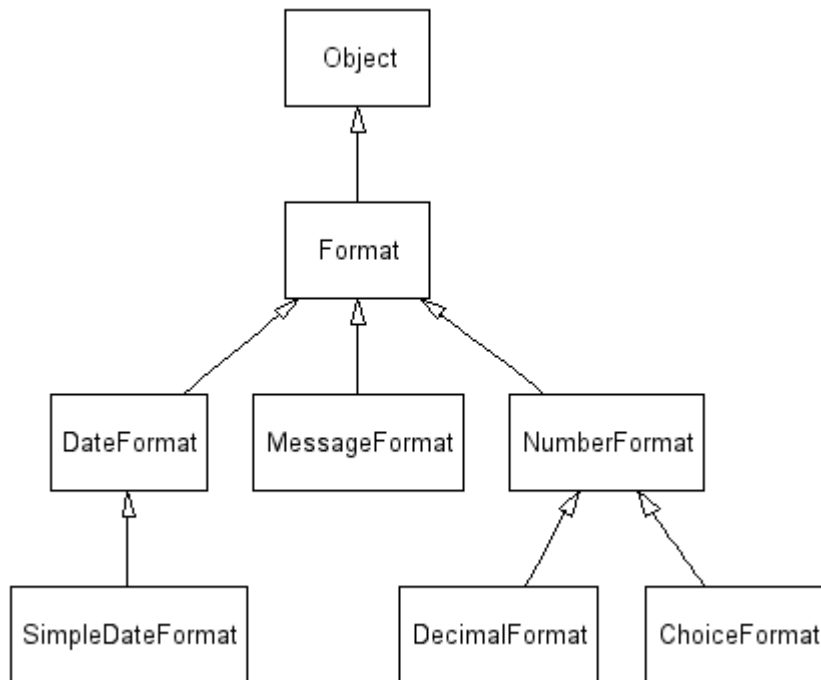 Object
Format
DateFormat
MessageFormat
NumberFormat
SimpleDateFormat
DecimalFormat
ChoiceFormat